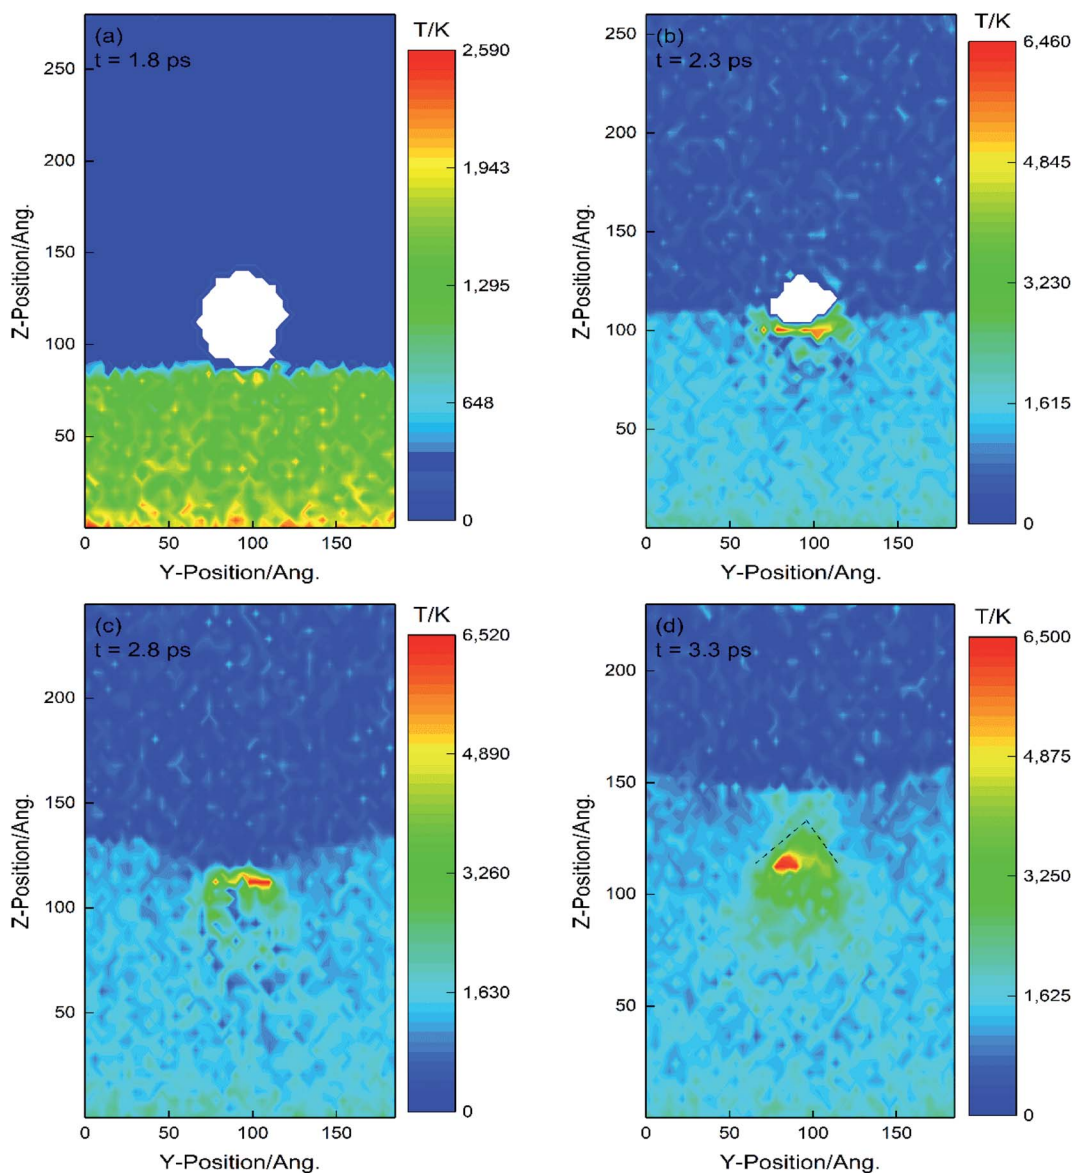 (a)
t = 1.8 ps
T/K
2,590
1,943
1,295
648
0
250
200
150
100
50
0 50 100 150
Z-Position/Ang.
Y-Position/Ang.
(b)
t = 2.3 ps
T/K
6,460
4,845
3,230
1,615
0
250
200
150
100
50
0 50 100 150
Z-Position/Ang.
Y-Position/Ang.
(c)
t = 2.8 ps
T/K
6,520
4,890
3,260
1,630
0
200
150
100
50
0 50 100 150
Z-Position/Ang.
Y-Position/Ang.
(d)
t = 3.3 ps
T/K
6,500
4,875
3,250
1,625
0
200
150
100
50
0 50 100 150
Z-Position/Ang.
Y-Position/Ang.